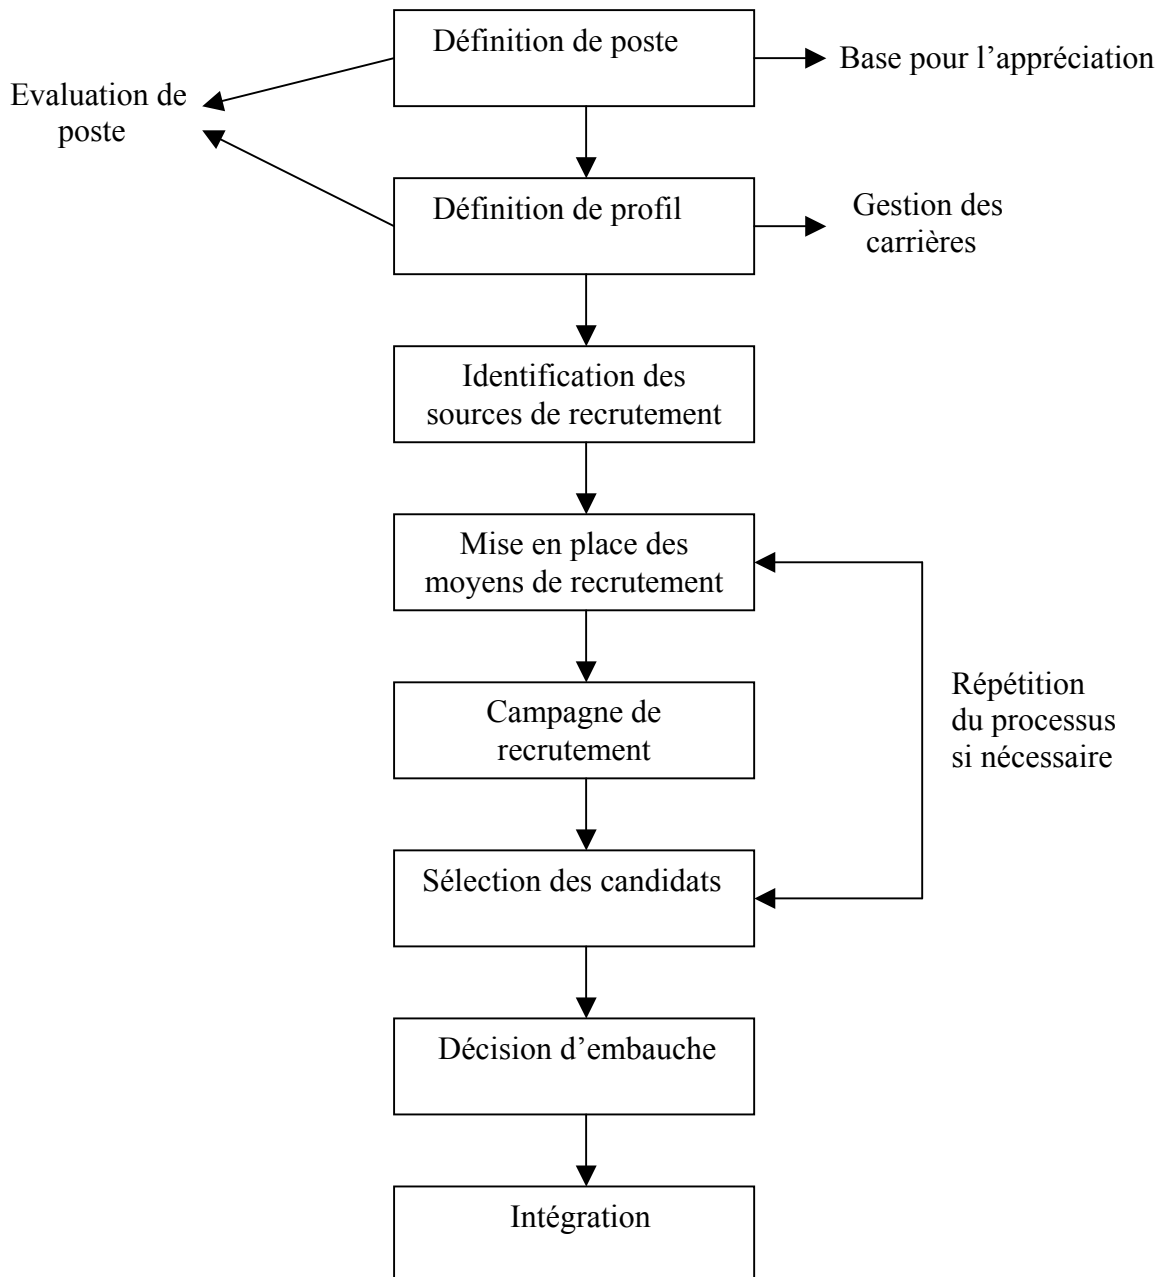 Définition de poste
Base pour l’appréciation
Evaluation de
poste
Définition de profil
Gestion des
carrières
Identification des
sources de recrutement
Mise en place des
moyens de recrutement
Campagne de
recrutement
Répétition
du processus
si nécessaire
Sélection des candidats
Décision d’embauche
Intégration